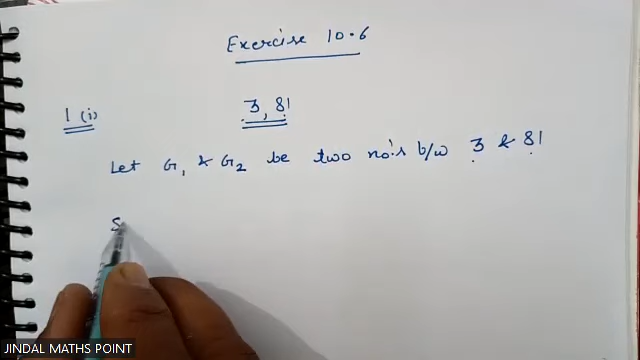 Exercise 10.6
1 (i) 3, 81
Let G1 & G2 be two no's b/w 3 & 81
S
JINDAL MATHS POINT